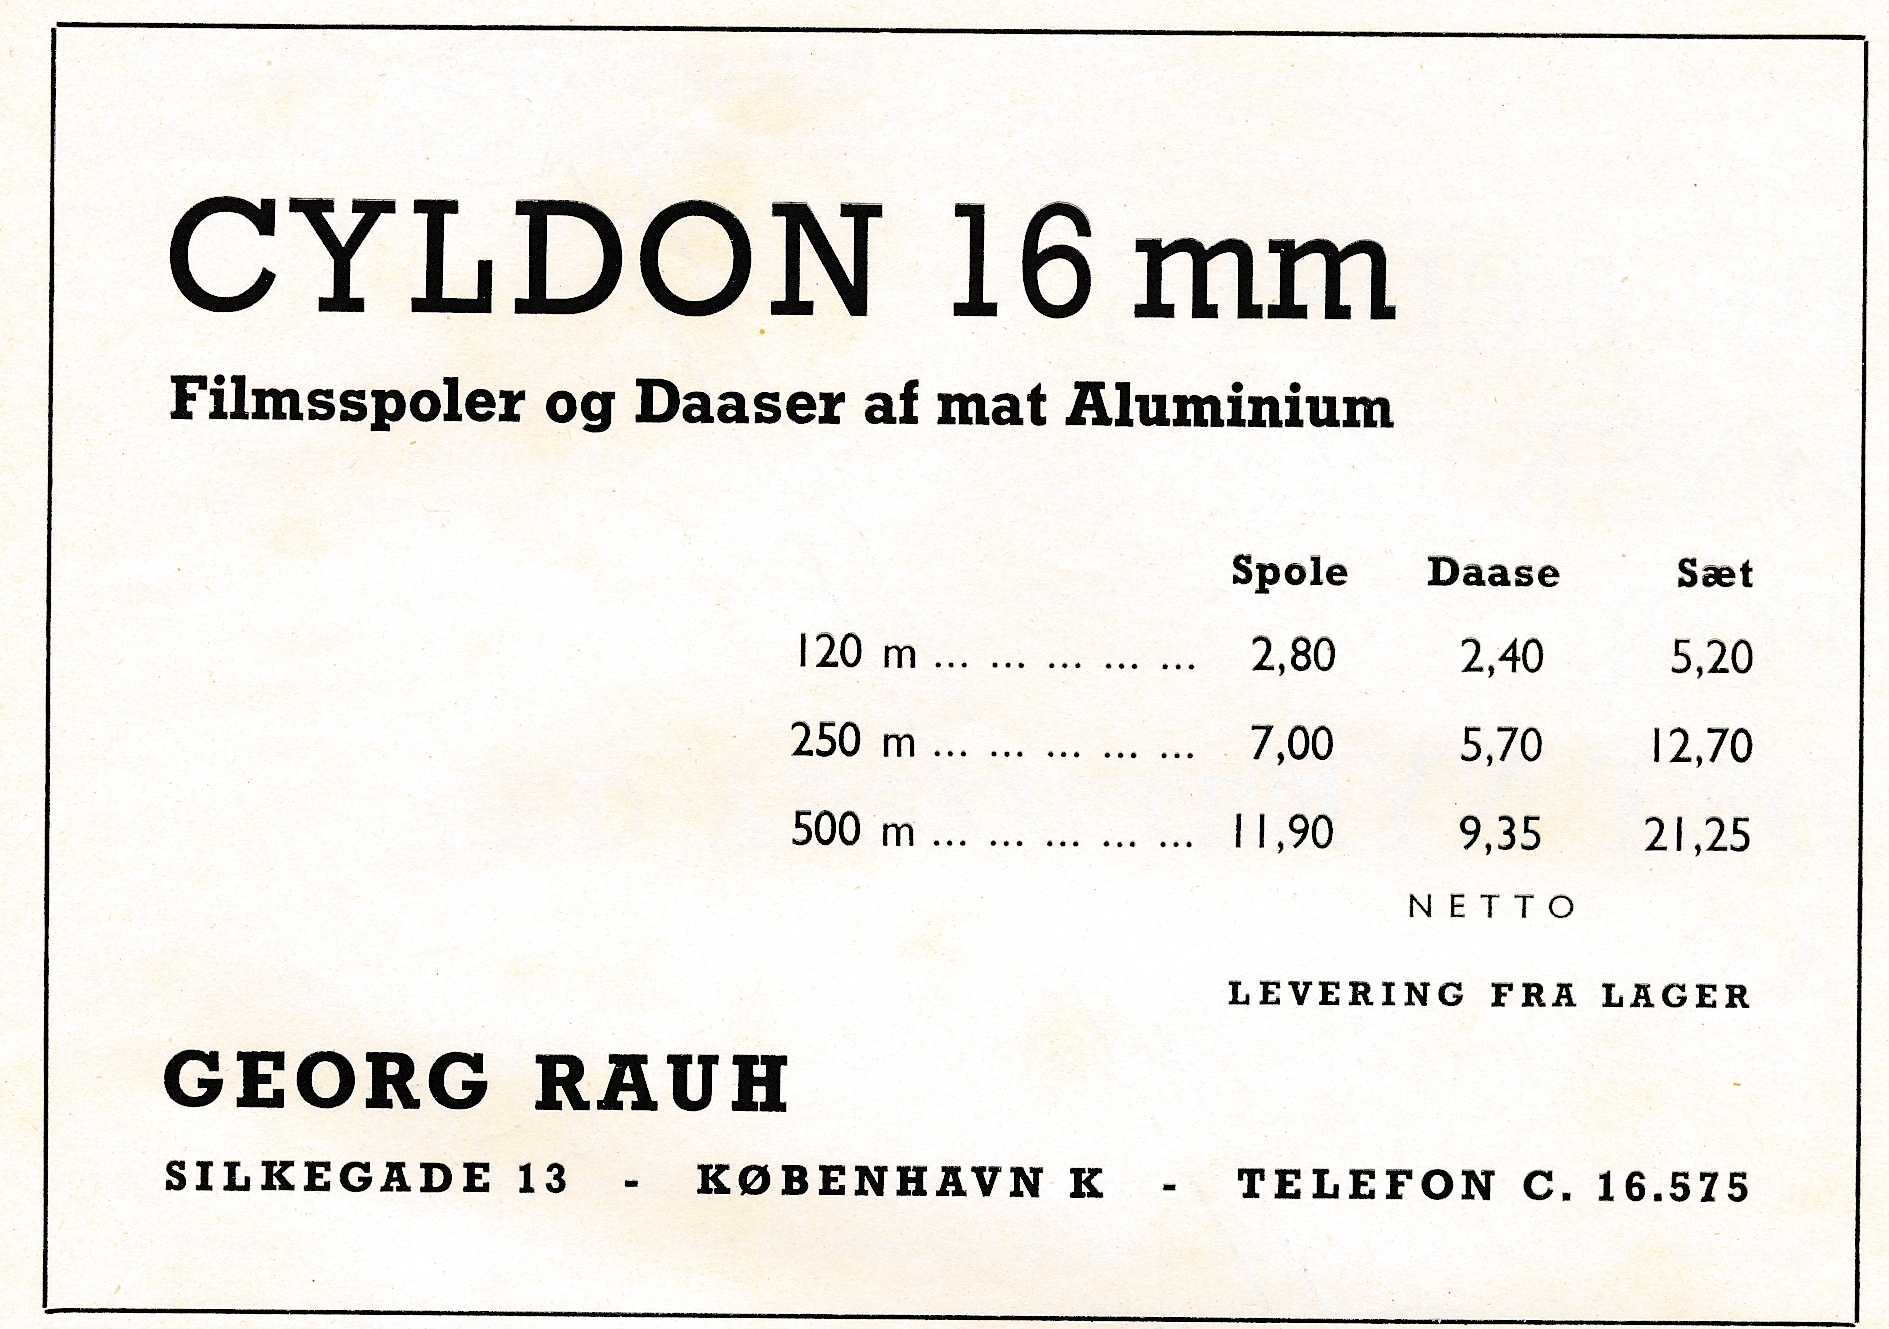 CYLDON 16 mm
Filmsspoler og Daaser af mat Aluminium
Spole Daase Sæt
120 m ... ... ... ... ... 2,80 2,40 5,20
250 m ... ... ... ... ... 7,00 5,70 12,70
500 m ... ... ... ... ... 11,90 9,35 21,25
NETTO
LEVERING FRA LAGER
GEORG RAUH
SILKEGADE 13 - KØBENHAVN K - TELEFON C. 16.575